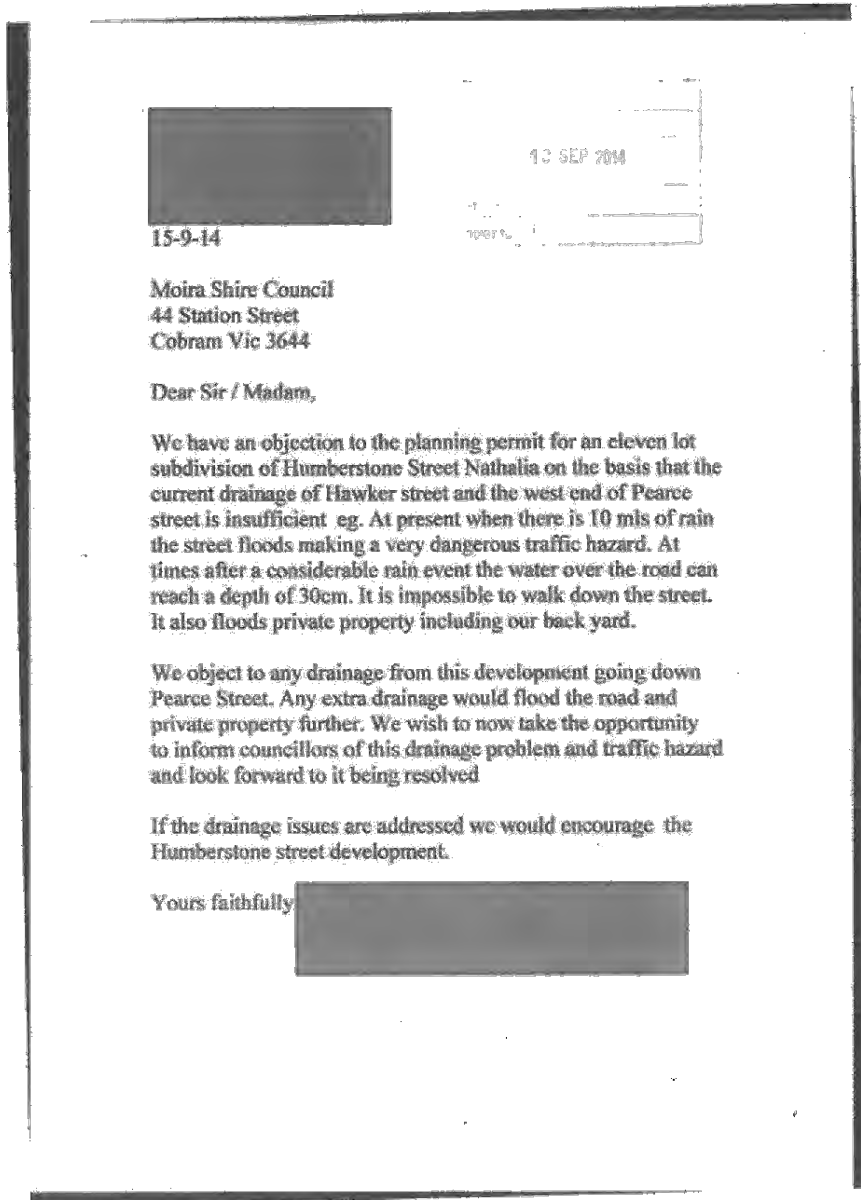 SEP 2014
15-9-14
Moira Shire Council
44 Station Street
Cobram Vic 3644
Dear Sir / Madam,
We have an objection to the planning permit for an eleven lot
subdivision of Humberstone Street Nathalia on the basis that the
current drainage of Hawker street and the west end of Pearce
street is insufficient  eg. At present when there is 10 mls of rain
the street floods making a very dangerous traffic hazard. At
times after a considerable rain event the water over the road can
reach a depth of 30cm. It is impossible to walk down the street.
It also floods private property including our back yard.
We object to any drainage from this development going down
Pearce Street. Any extra drainage would flood the road and
private property further. We wish to now take the opportunity
to inform councillors of this drainage problem and traffic hazard
and look forward to it being resolved
If the drainage issues are addressed we would encourage  the
Humberstone street development.
Yours faithfully